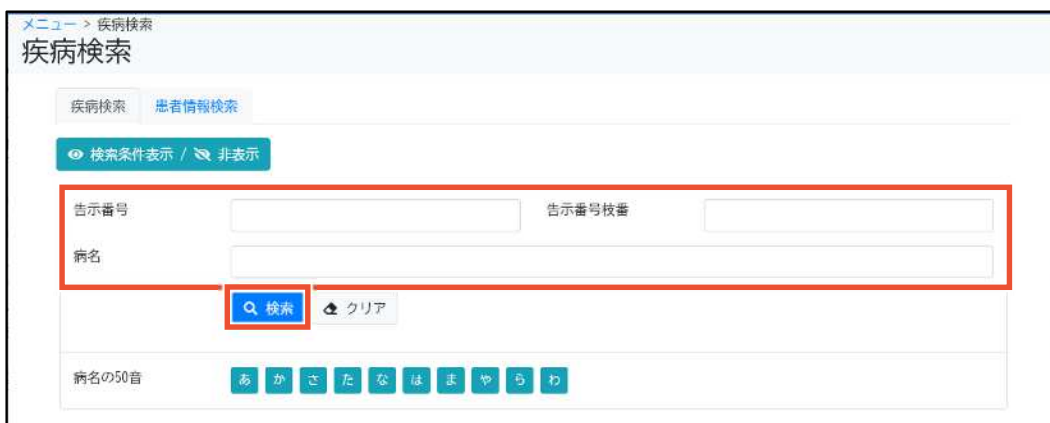 メニュー > 疾病検索
疾病検索
疾病検索 患者情報検索
検索条件表示 / 非表示
告示番号 告示番号枝番
病名
検索 クリア
病名の50音 あ か さ た な は ま や ら わ